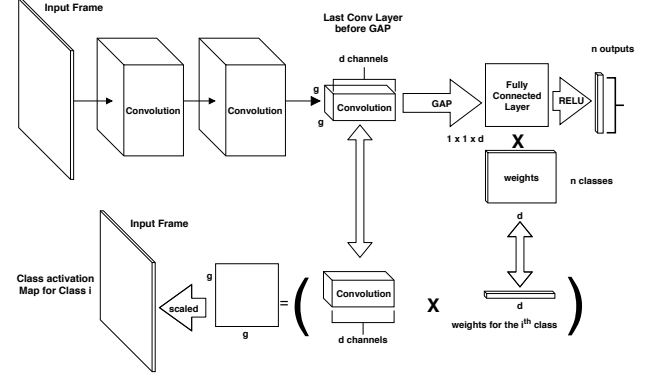 Input Frame
Last Conv Layer
before GAP
n outputs
d channels
g
g
Convolution
Convolution
Convolution
GAP
Fully
Connected
Layer
RELU
1 x 1 x d
X
weights
n classes
d
Input Frame
Class activation
Map for Class i
scaled
g
g
=
(
Convolution
d channels
X
d
weights for the ith class
)